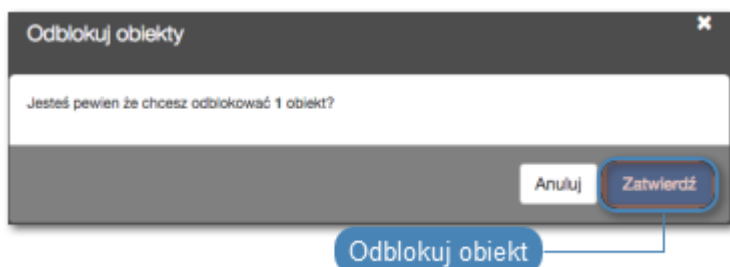 Odblokuj obiekty
Jesteś pewien że chcesz odblokować 1 obiekt?
Anuluj
Zatwierdź
Odblokuj obiekt